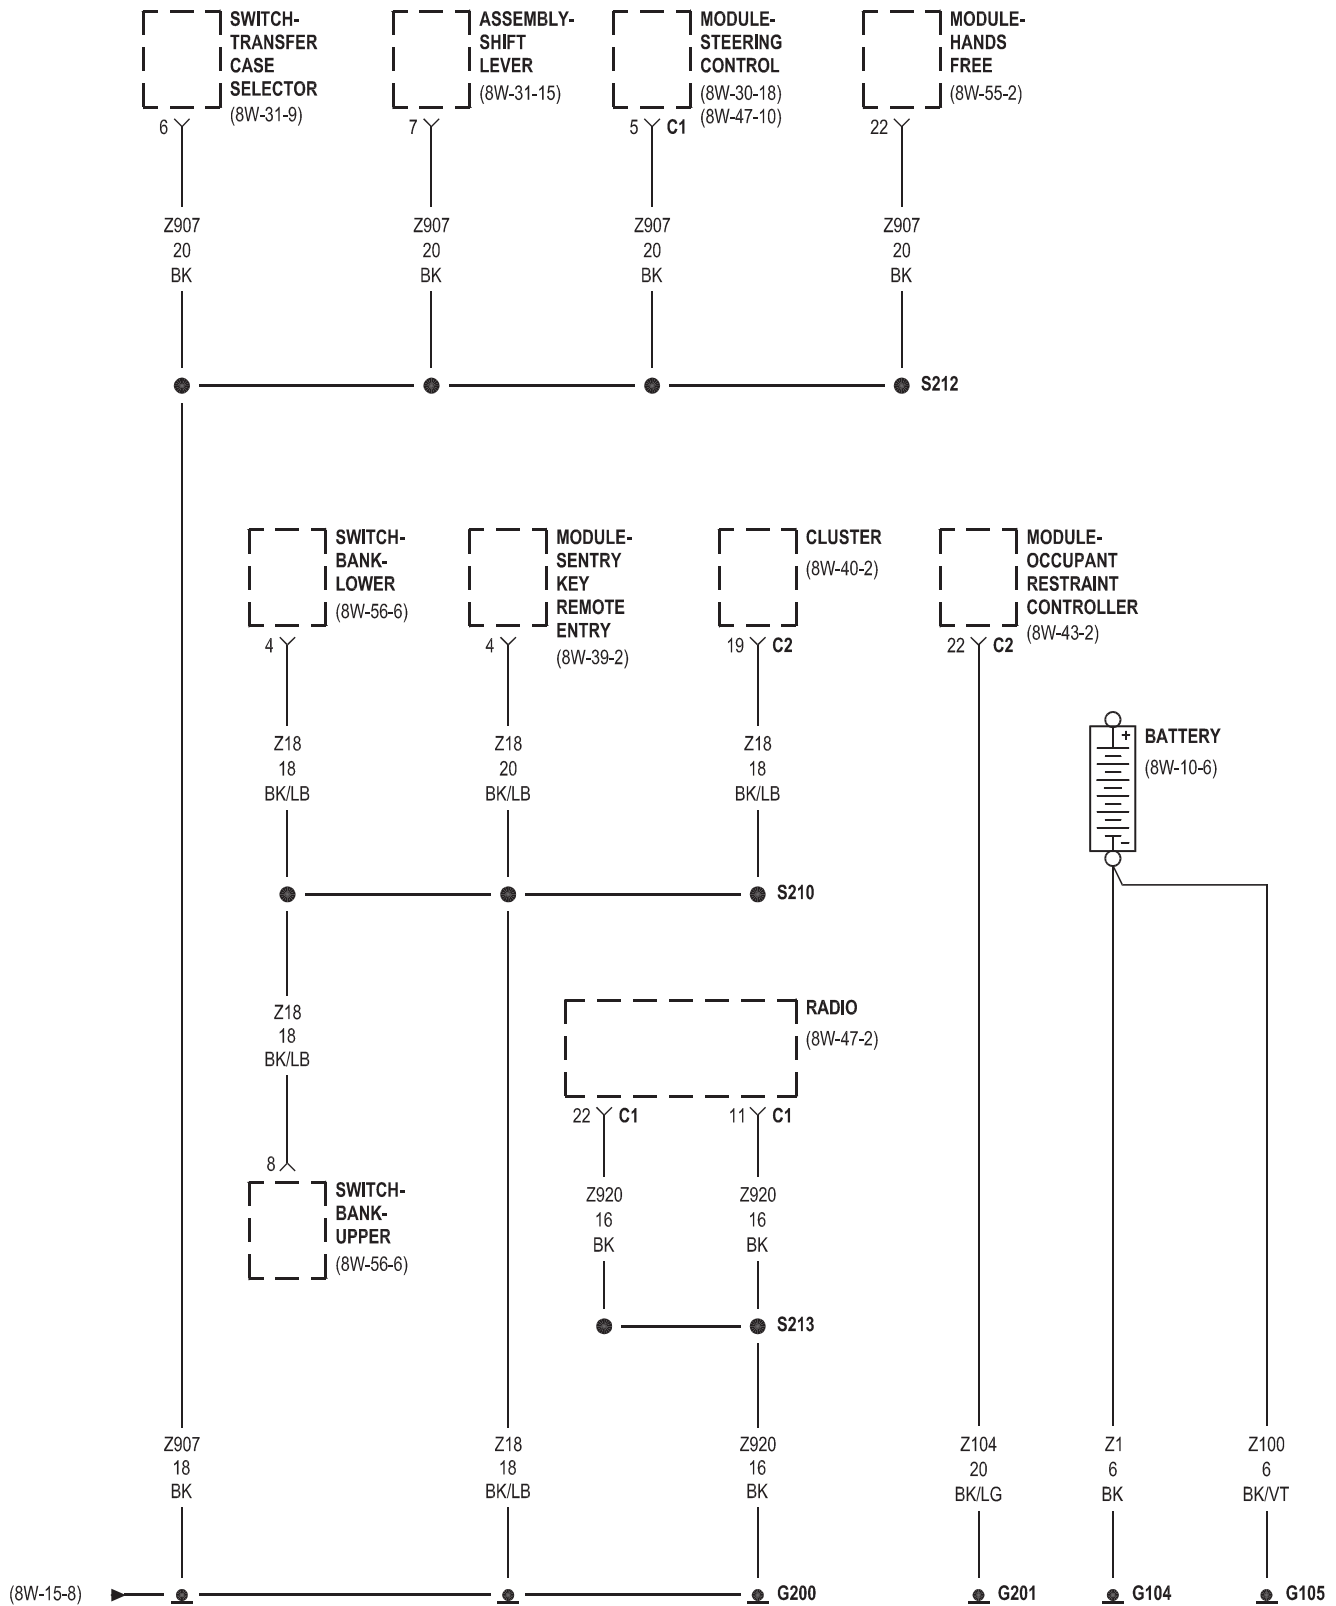 SWITCH-
TRANSFER
CASE
SELECTOR
(8W-31-9)
ASSEMBLY-
SHIFT
LEVER
(8W-31-15)
MODULE-
STEERING
CONTROL
(8W-30-18)
(8W-47-10)
MODULE-
HANDS
FREE
(8W-55-2)
6
7
5 C1
22
Z907
20
BK
Z907
20
BK
Z907
20
BK
Z907
20
BK
S212
SWITCH-
BANK-
LOWER
(8W-56-6)
MODULE-
SENTRY
KEY
REMOTE
ENTRY
(8W-39-2)
CLUSTER
(8W-40-2)
MODULE-
OCCUPANT
RESTRAINT
CONTROLLER
(8W-43-2)
4
4
19 C2
22 C2
+
-
BATTERY
(8W-10-6)
Z18
18
BK/LB
Z18
20
BK/LB
Z18
18
BK/LB
S210
Z18
18
BK/LB
RADIO
(8W-47-2)
22 C1
11 C1
8
SWITCH-
BANK-
UPPER
(8W-56-6)
Z920
16
BK
Z920
16
BK
S213
Z907
18
BK
Z18
18
BK/LB
Z920
16
BK
Z104
20
BK/LG
Z1
6
BK
Z100
6
BK/VT
(8W-15-8)
G200
G201
G104
G105